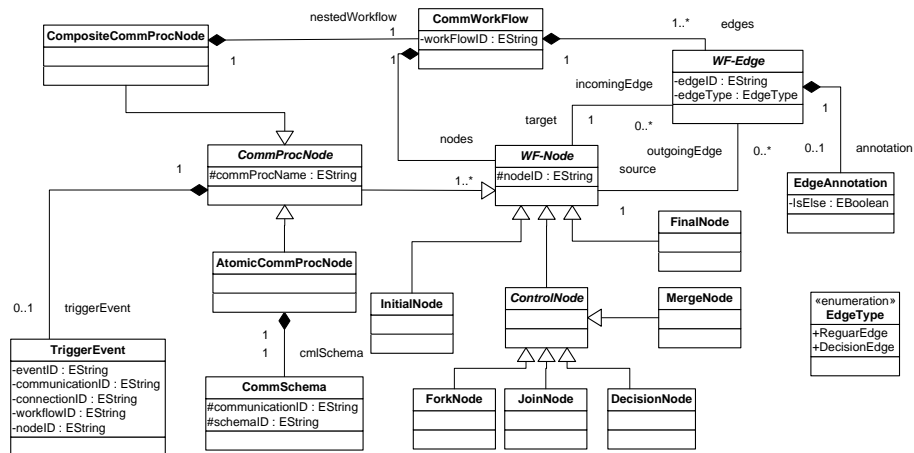 nestedWorkflow
CompositeCommProcNode
1
1
CommWorkFlow
-workFlowID : EString
1
1
1..*
edges
WF-Edge
-edgeID : EString
-edgeType : EdgeType
incomingEdge
target
1
0..*
outgoingEdge
0..*
source
1
1
0..1
annotation
EdgeAnnotation
-IsElse : EBoolean
nodes
1..*
CommProcNode
#commProcName : EString
WF-Node
#nodeID : EString
1
0..1
triggerEvent
AtomicCommProcNode
InitialNode
ControlNode
FinalNode
MergeNode
«enumeration»
EdgeType
+ReguarEdge
+DecisionEdge
1
1
cmlSchema
TriggerEvent
-eventID : EString
-communicationID : EString
-connectionID : EString
-workflowID : EString
-nodeID : EString
CommSchema
#communicationID : EString
#schemaID : EString
ForkNode
JoinNode
DecisionNode